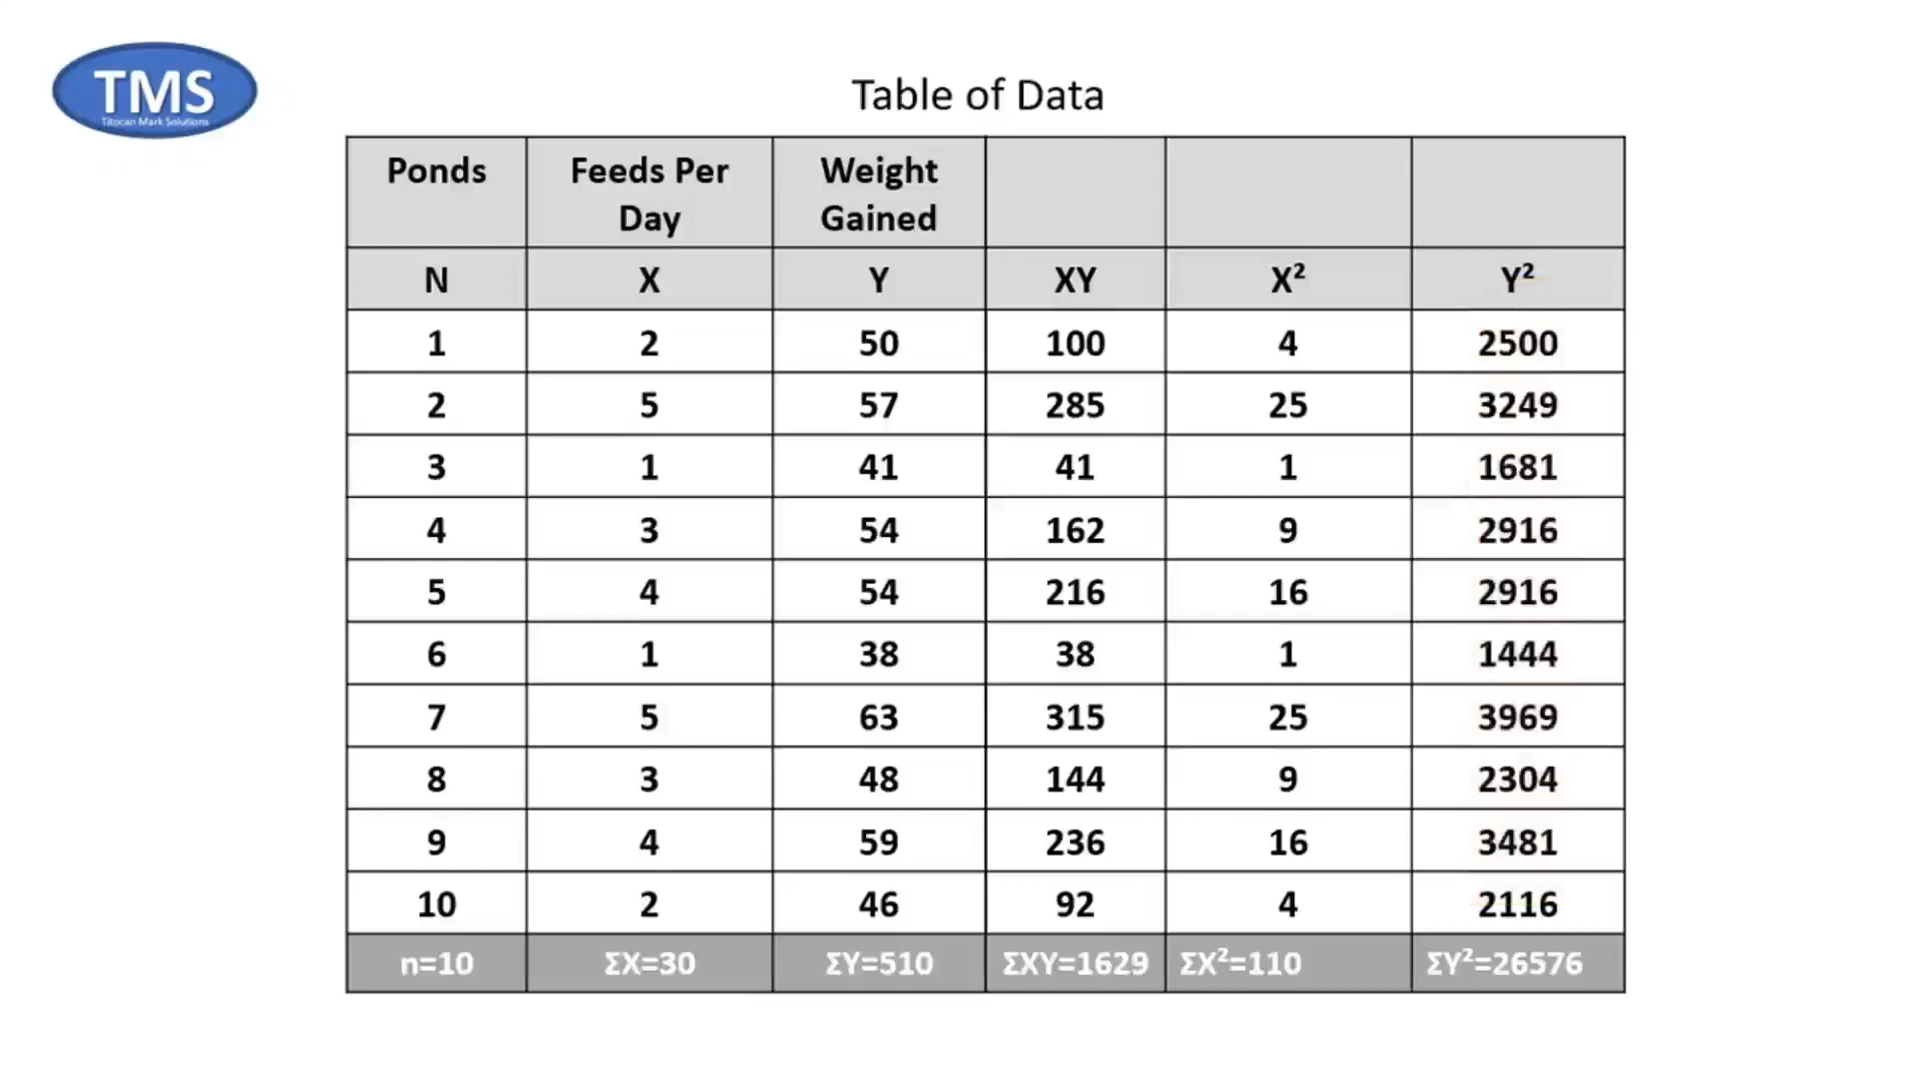 TMS
Titocan Mark Solutions
Table of Data
Ponds Feeds Per Day Weight Gained
N X Y XY X² Y²
1 2 50 100 4 2500
2 5 57 285 25 3249
3 1 41 41 1 1681
4 3 54 162 9 2916
5 4 54 216 16 2916
6 1 38 38 1 1444
7 5 63 315 25 3969
8 3 48 144 9 2304
9 4 59 236 16 3481
10 2 46 92 4 2116
n=10 ΣX=30 ΣY=510 ΣXY=1629 ΣX²=110 ΣY²=26576